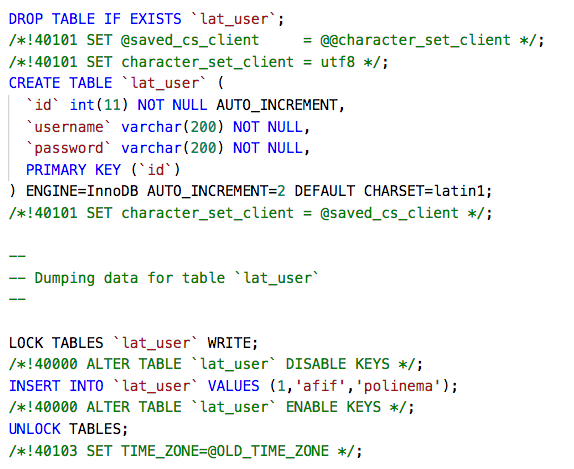 DROP TABLE IF EXISTS `lat_user`;
/*!40101 SET @saved_cs_client     = @@character_set_client */;
/*!40101 SET character_set_client = utf8 */;
CREATE TABLE `lat_user` (
  `id` int(11) NOT NULL AUTO_INCREMENT,
  `username` varchar(200) NOT NULL,
  `password` varchar(200) NOT NULL,
  PRIMARY KEY (`id`)
) ENGINE=InnoDB AUTO_INCREMENT=2 DEFAULT CHARSET=latin1;
/*!40101 SET character_set_client = @saved_cs_client */;

--
-- Dumping data for table `lat_user`
--

LOCK TABLES `lat_user` WRITE;
/*!40000 ALTER TABLE `lat_user` DISABLE KEYS */;
INSERT INTO `lat_user` VALUES (1,'afif','polinema');
/*!40000 ALTER TABLE `lat_user` ENABLE KEYS */;
UNLOCK TABLES;
/*!40103 SET TIME_ZONE=@OLD_TIME_ZONE */;